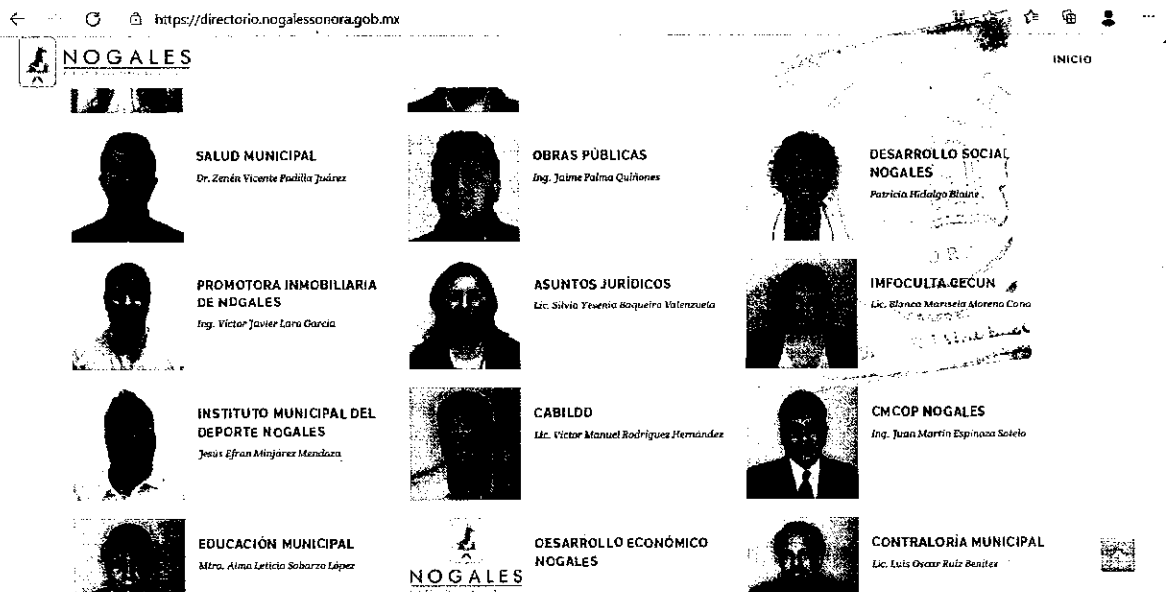 https://directorio.nogalessonora.gob.mx
NOGALES
INICIO
SALUD MUNICIPAL
Dr. Zenén Vicente Padilla Juárez
OBRAS PÚBLICAS
Ing. Jaime Palma Quiñones
DESARROLLO SOCIAL
NOGALES
Patricia Hidalgo Blaine
PROMOTORA INMOBILIARIA
DE NOGALES
Ing. Víctor Javier Lara García
ASUNTOS JURÍDICOS
Lic. Silvia Yesenia Baqueiro Valenzuela
IMFOCULTA CECUN
Lic. Blanca Marisela Moreno Cano
INSTITUTO MUNICIPAL DEL
DEPORTE NOGALES
Jesús Efran Minjárez Mendoza
CABILDO
Lic. Victor Manuel Rodríguez Hernández
CMCOP NOGALES
Ing. Juan Martín Espinoza Sotelo
EDUCACIÓN MUNICIPAL
Mtra. Alma Leticia Sobarzo López
NOGALES
DESARROLLO ECONÓMICO
NOGALES
CONTRALORÍA MUNICIPAL
Lic. Luis Oscar Ruiz Benítez